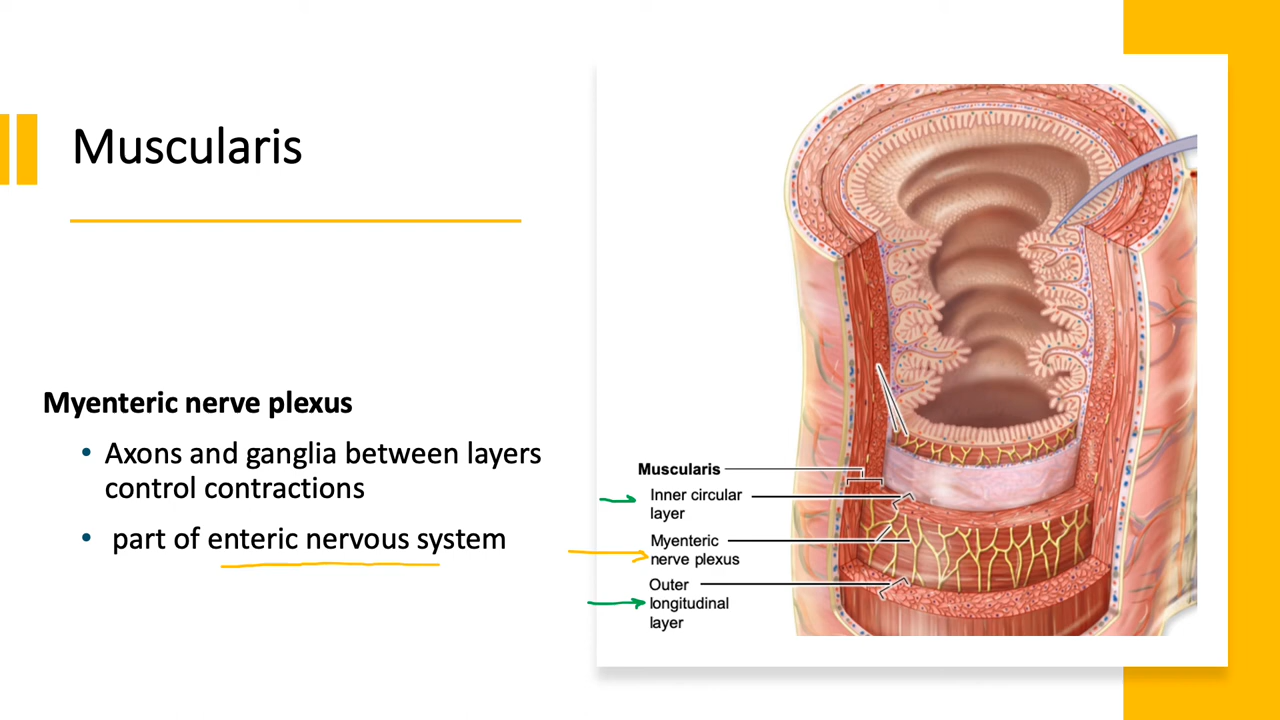 Muscularis
Myenteric nerve plexus
• Axons and ganglia between layers
control contractions
• part of enteric nervous system
Muscularis
Inner circular
layer
Myenteric
nerve plexus
Outer
longitudinal
layer